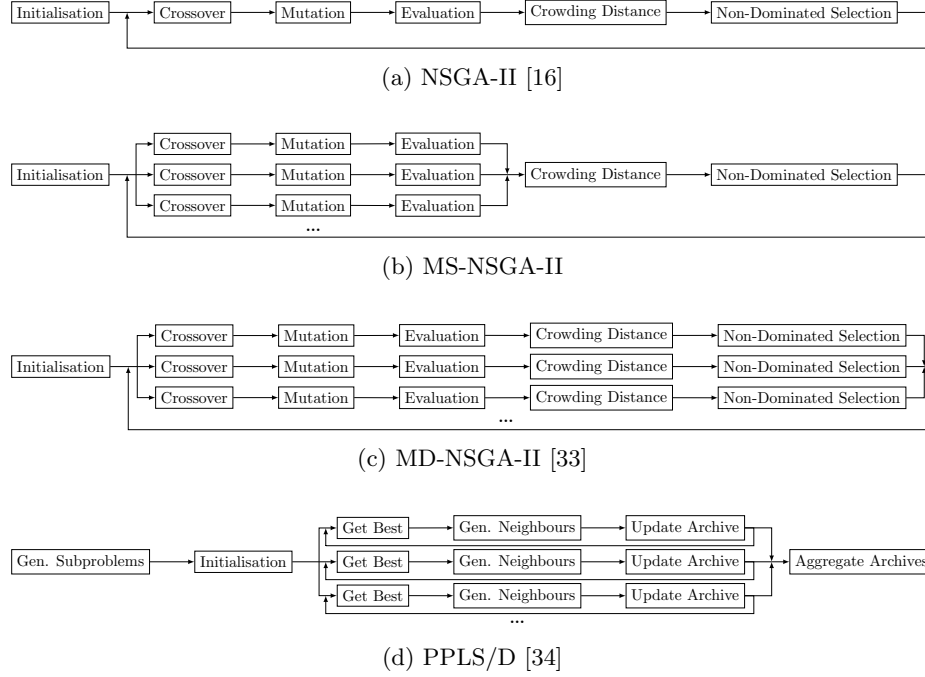 Initialisation Crossover Mutation Evaluation Crowding Distance Non-Dominated Selection
(a) NSGA-II [16]
Crossover Mutation Evaluation
Initialisation Crossover Mutation Evaluation Crowding Distance Non-Dominated Selection
Crossover Mutation Evaluation
...
(b) MS-NSGA-II
Crossover Mutation Evaluation Crowding Distance Non-Dominated Selection
Initialisation Crossover Mutation Evaluation Crowding Distance Non-Dominated Selection
Crossover Mutation Evaluation Crowding Distance Non-Dominated Selection
...
(c) MD-NSGA-II [33]
Get Best Gen. Neighbours Update Archive
Gen. Subproblems Initialisation Get Best Gen. Neighbours Update Archive Aggregate Archives
Get Best Gen. Neighbours Update Archive
...
(d) PPLS/D [34]